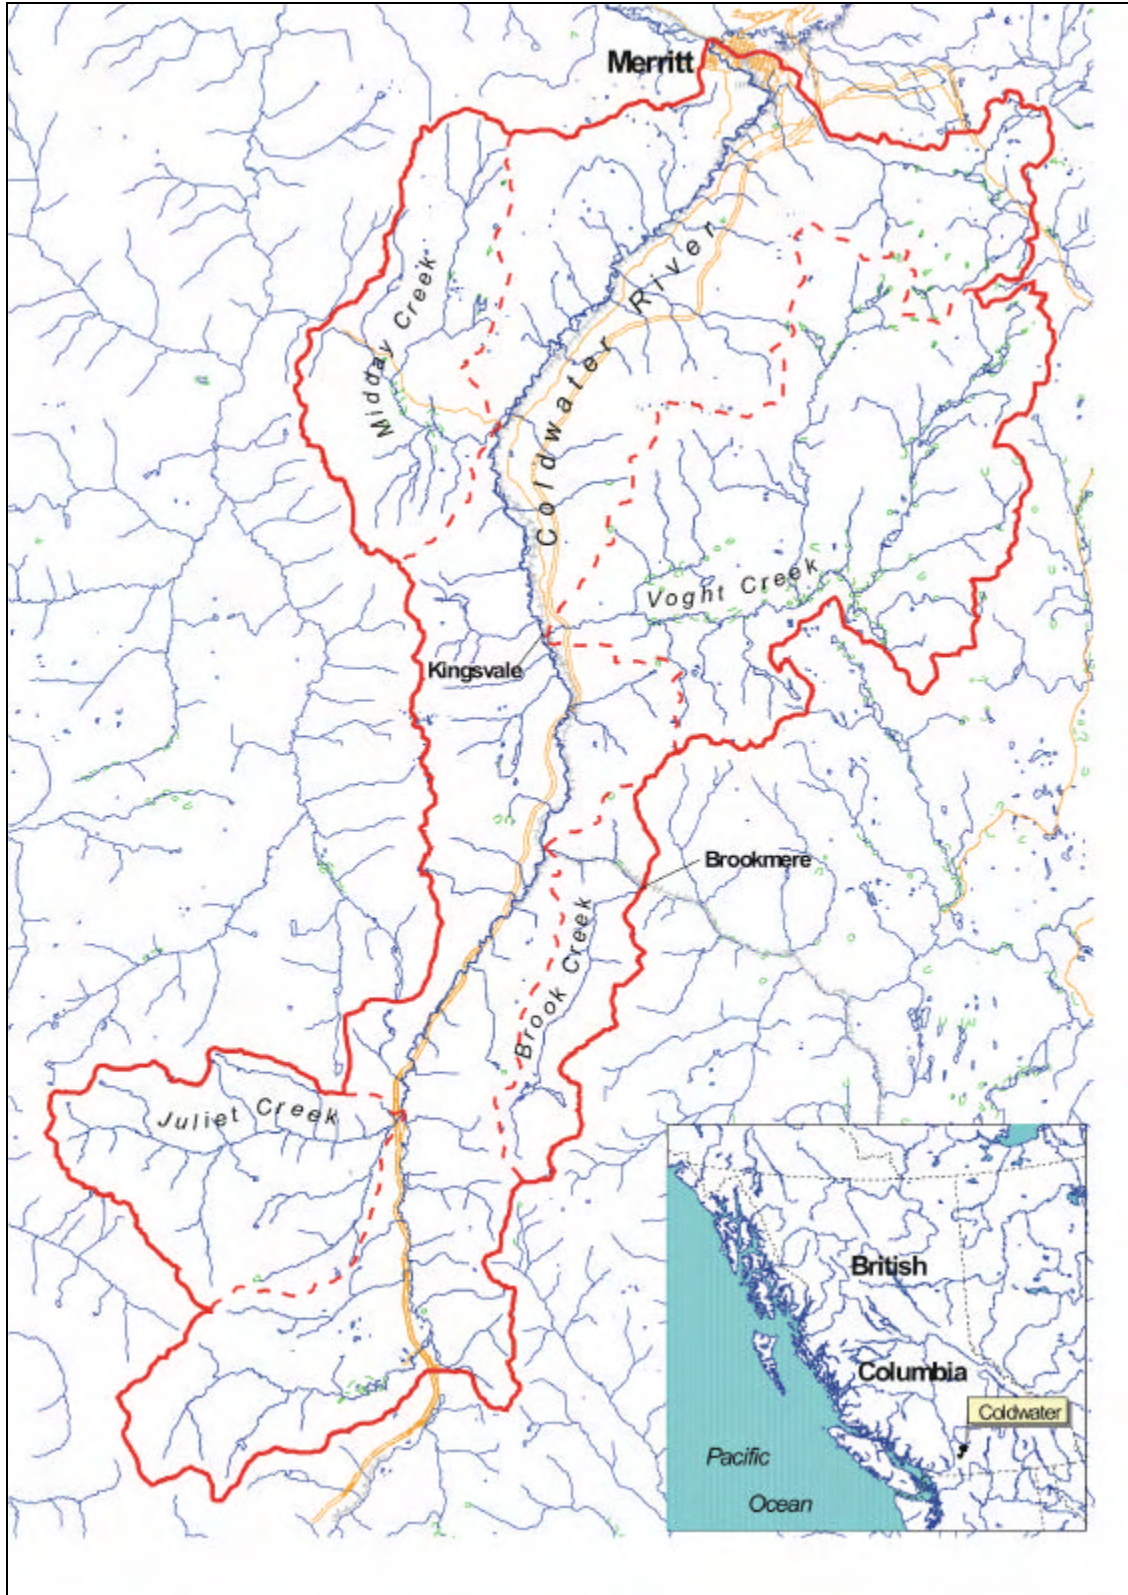 Merritt
Midday Creek
Coldwater River
Voght Creek
Kingsvale
Brookmere
Brook Creek
Juliet Creek
British
Columbia
Coldwater
Pacific
Ocean